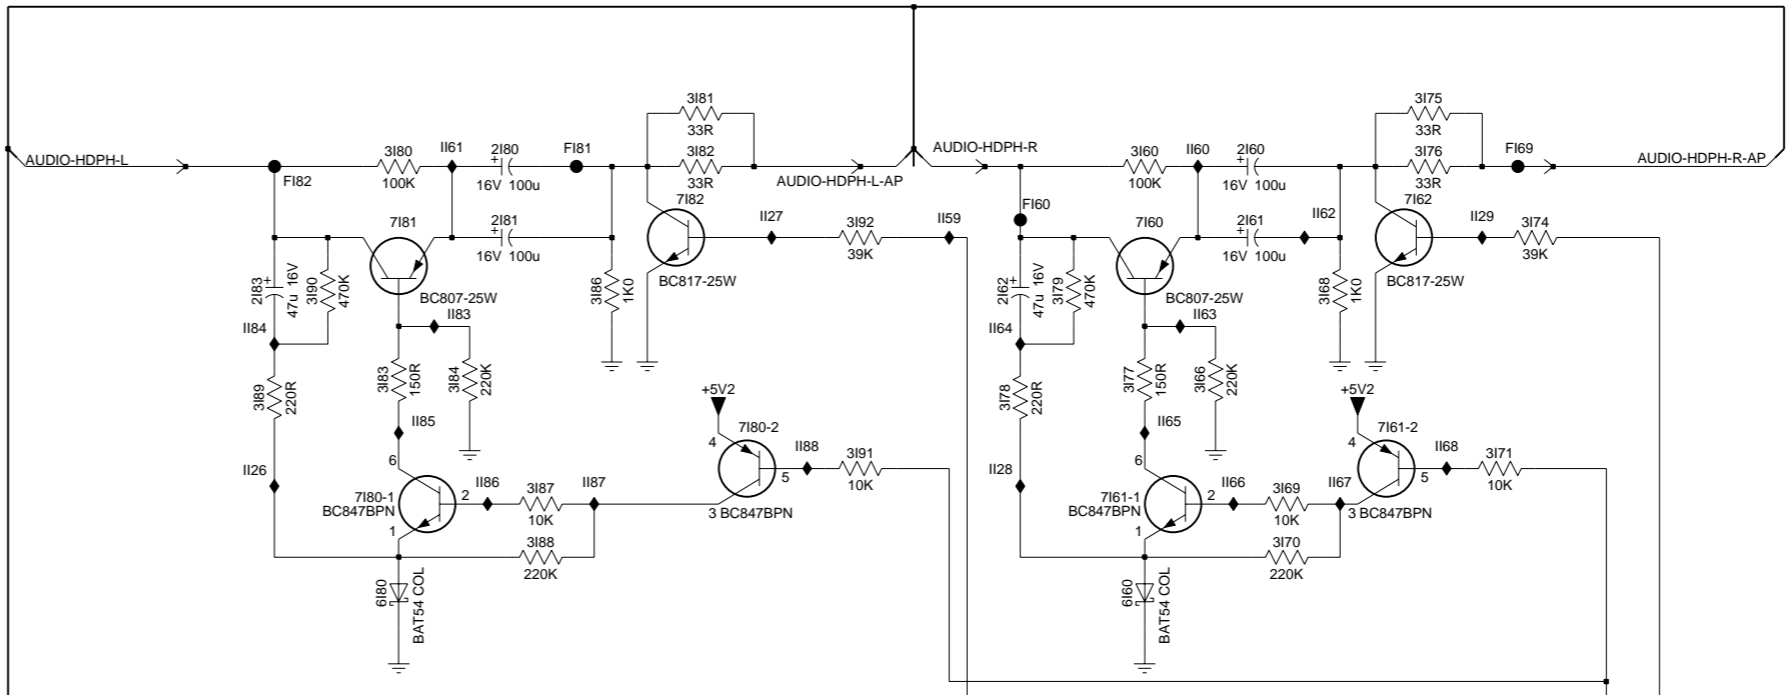 3I81
33R
3I75
33R
AUDIO-HDPH-L
FI82
3I80
100K
II61
2I80
+
16V 100u
FI81
3I82
33R
AUDIO-HDPH-L-AP
AUDIO-HDPH-R
3I60
100K
II60
2I60
+
16V 100u
3I76
33R
FI69
AUDIO-HDPH-R-AP
7I81
2I81
+
16V 100u
7I82
II27
3I92
39K
II59
FI60
7I60
2I61
+
16V 100u
II62
7I62
II29
3I74
39K
2I83
+
47u 16V
3I90
470K
BC807-25W
3I86
1K0
BC817-25W
2I62
+
47u 16V
3I79
470K
BC807-25W
3I68
1K0
BC817-25W
II84
II83
II64
II63
3I89
220R
3I83
150R
3I84
220K
3I78
220R
3I77
150R
3I66
220K
+5V2
+5V2
II85
4
7I80-2
II88
3I91
10K
5
II65
4
7I61-2
II68
3I71
10K
5
II26
6
7I80-1
BC847BPN
2
1
II86
3I87
10K
II87
3 BC847BPN
II28
6
7I61-1
BC847BPN
2
1
II66
3I69
10K
II67
3 BC847BPN
3I88
220K
3I70
220K
6I80
BAT54 COL
6I60
BAT54 COL